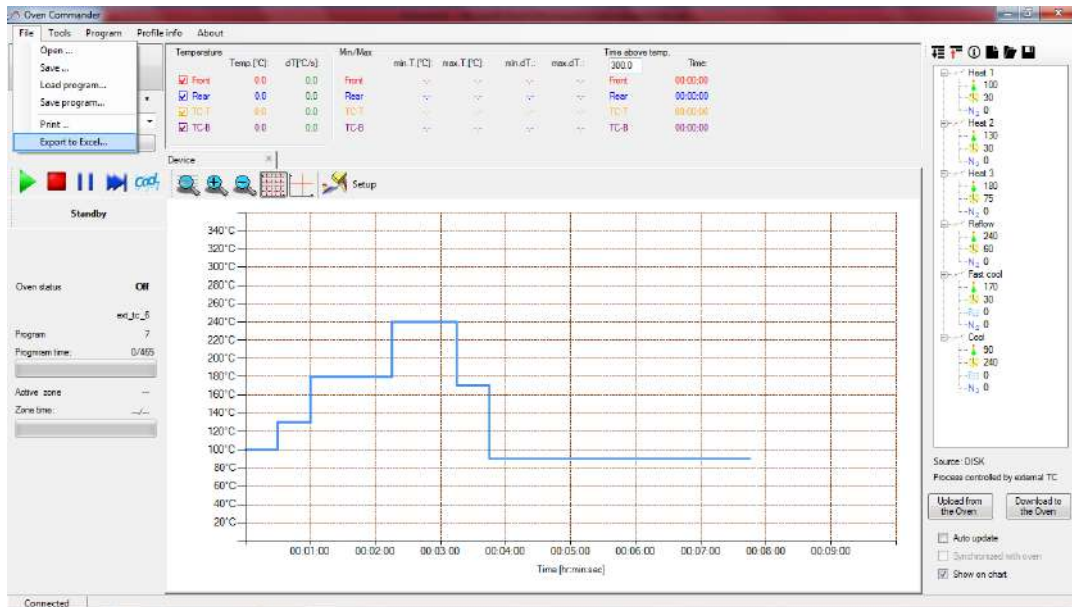 Oven Commander
File Tools Program Profile info About
Open ...
Save ...
Load program...
Save program...
Print ...
Export to Excel...
Temperature
Temp.[°C]: dT[°C/s]:
Front 0.0 0.0
Rear 0.0 0.0
TC-T 0.0 0.0
TC-B 0.0 0.0
Min/Max
min.T.[°C]: max.T.[°C]: min.dT.: max.dT.:
Front -.- -.- -.- -.-
Rear -.- -.- -.- -.-
TC-T -.- -.- -.- -.-
TC-B -.- -.- -.- -.-
Time above temp.
300.0 Time:
Front 00:00:00
Rear 00:00:00
TC-T 00:00:00
TC-B 00:00:00
Device
Cool
Setup
Standby
Oven status Off
ext_tc_5
Program 7
Program time: 0/465
Active zone --
Zone time: --/--
340°C
320°C
300°C
280°C
260°C
240°C
220°C
200°C
180°C
160°C
140°C
120°C
100°C
80°C
60°C
40°C
20°C
00:01:00 00:02:00 00:03:00 00:04:00 00:05:00 00:06:00 00:07:00 00:08:00 00:09:00
Time [hr:min:sec]
Heat 1
100
30
N2 0
Heat 2
130
30
N2 0
Heat 3
180
75
N2 0
Reflow
240
60
N2 0
Fast cool
170
30
0
N2 0
Cool
90
240
0
N2 0
Source: DISK
Process controlled by external TC
Upload from the Oven
Download to the Oven
Auto update
Synchronized with oven
Show on chart
Connected